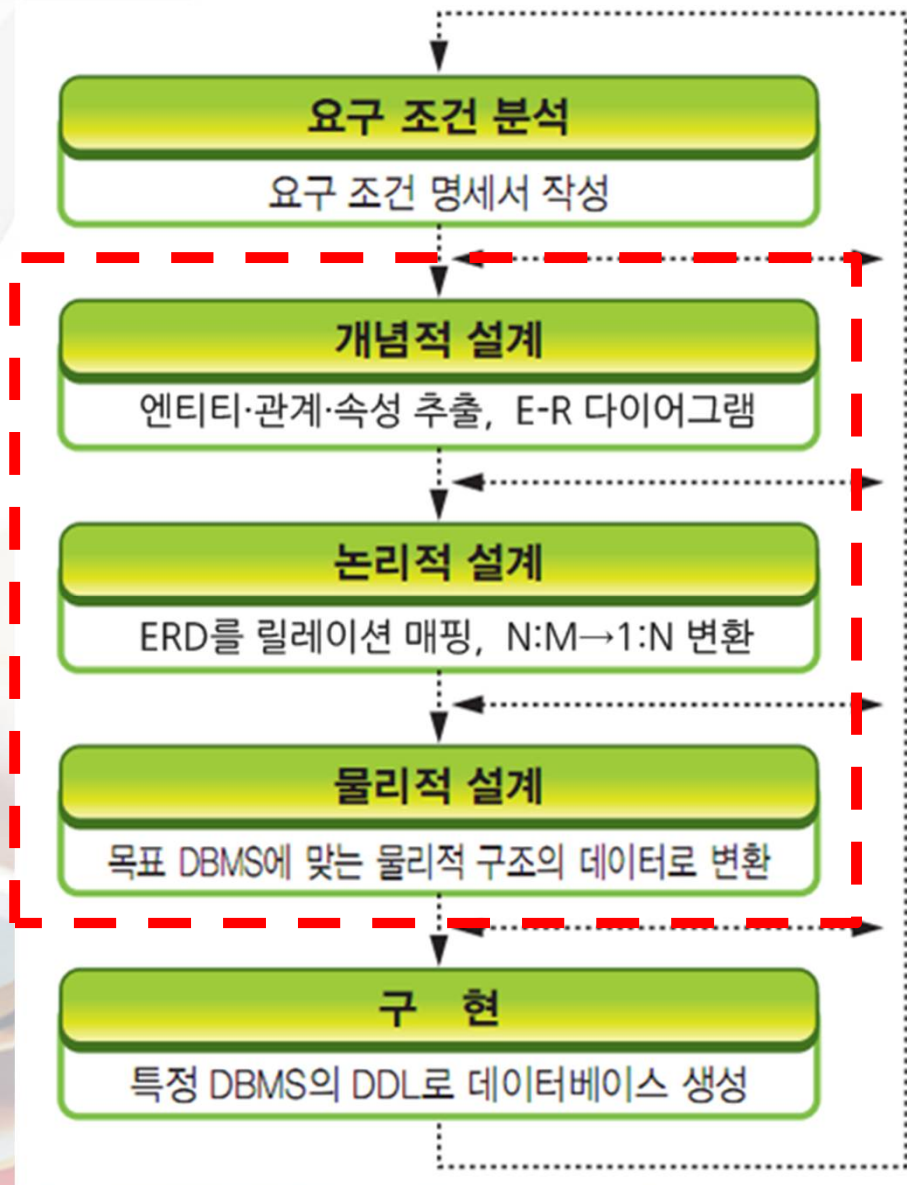 요구 조건 분석
요구 조건 명세서 작성
개념적 설계
엔티티·관계·속성 추출, E-R 다이어그램
논리적 설계
ERD를 릴레이션 매핑, N:M→1:N 변환
물리적 설계
목표 DBMS에 맞는 물리적 구조의 데이터로 변환
구 현
특정 DBMS의 DDL로 데이터베이스 생성